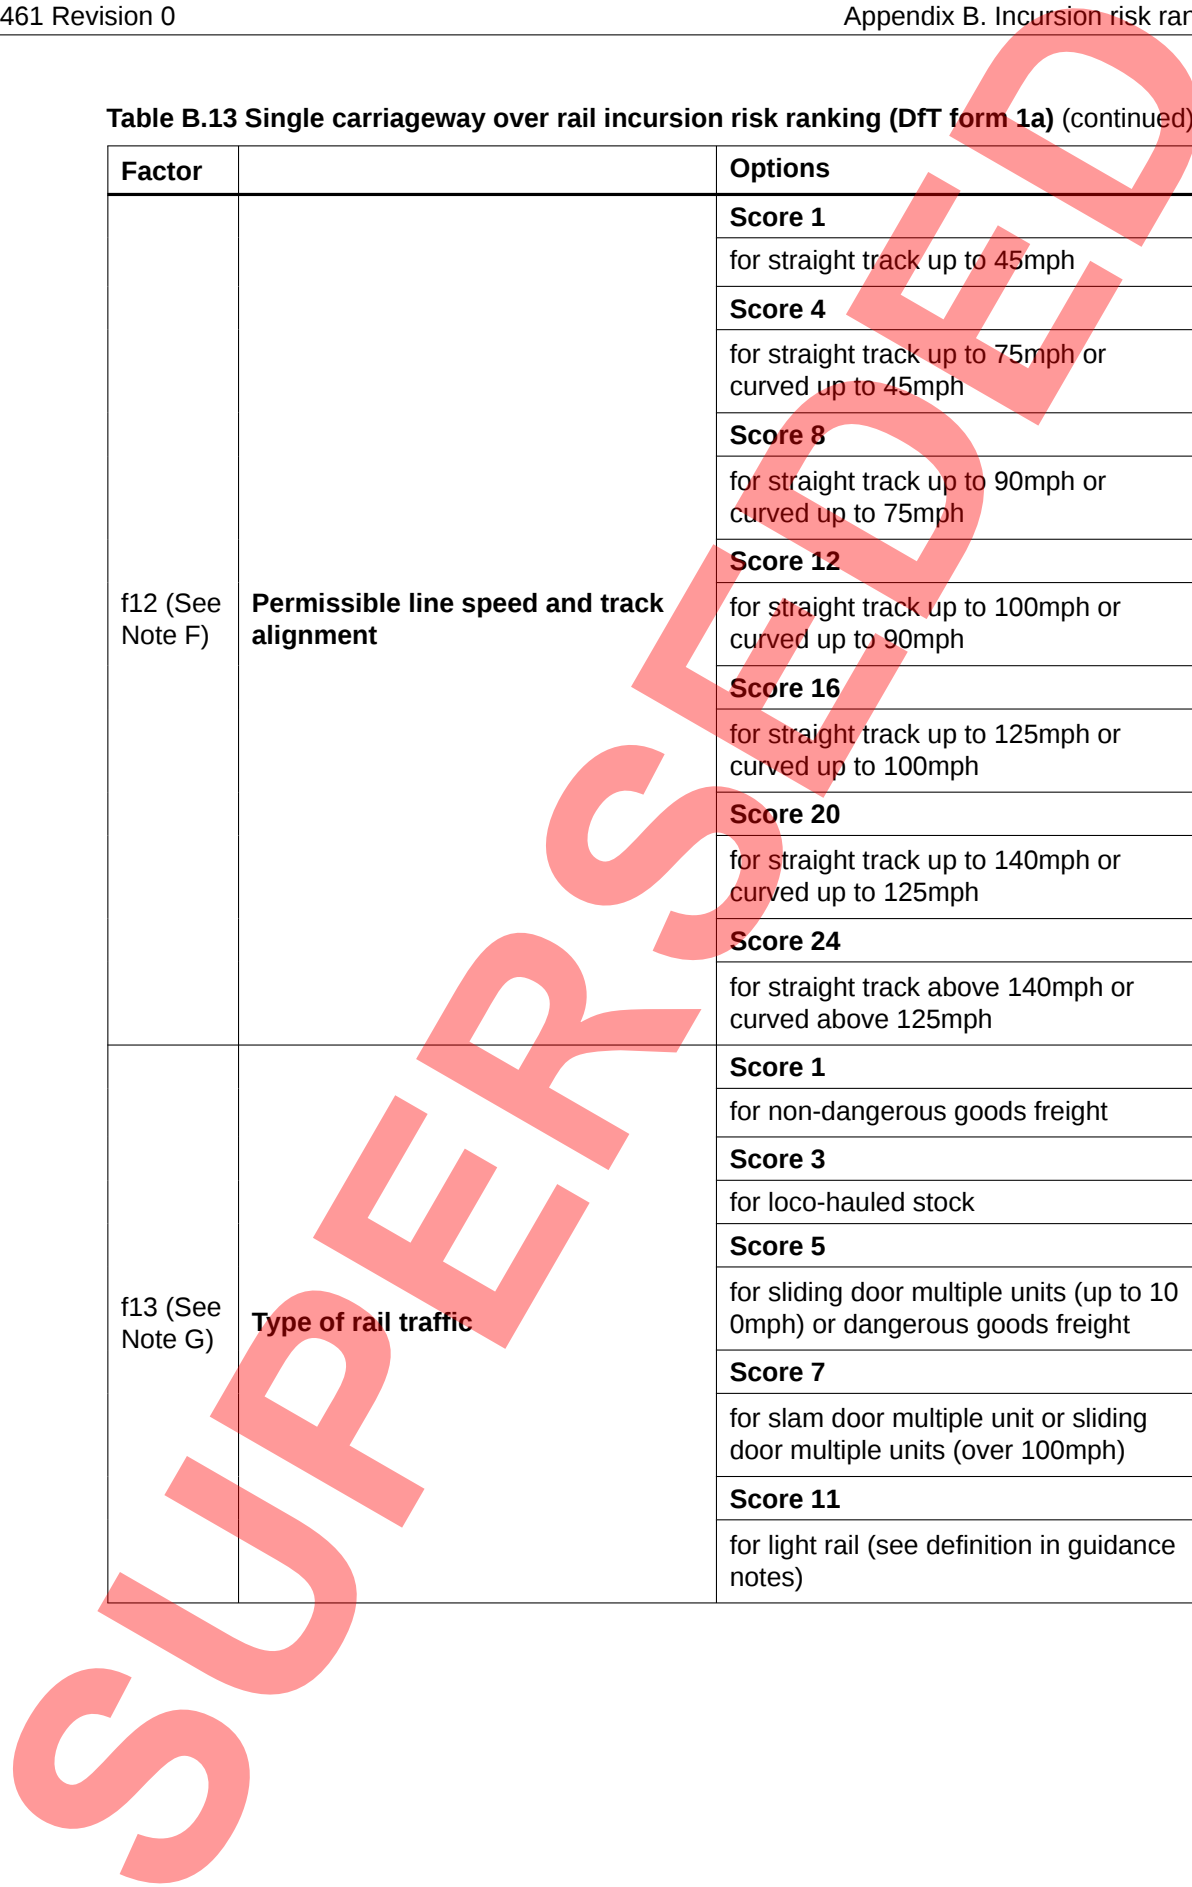 461 Revision 0
Appendix B. Incursion risk ran
Table B.13 Single carriageway over rail incursion risk ranking (DfT form 1a) (continued)
Factor
Options
Score 1
for straight track up to 45mph
Score 4
for straight track up to 75mph or
curved up to 45mph
Score 8
for straight track up to 90mph or
curved up to 75mph
Score 12
f12 (See
Note F)
Permissible line speed and track
alignment
for straight track up to 100mph or
curved up to 90mph
Score 16
for straight track up to 125mph or
curved up to 100mph
Score 20
for straight track up to 140mph or
curved up to 125mph
Score 24
for straight track above 140mph or
curved above 125mph
Score 1
for non-dangerous goods freight
Score 3
for loco-hauled stock
Score 5
f13 (See
Note G)
Type of rail traffic
for sliding door multiple units (up to 10
0mph) or dangerous goods freight
Score 7
for slam door multiple unit or sliding
door multiple units (over 100mph)
Score 11
for light rail (see definition in guidance
notes)
SUPERSEDED